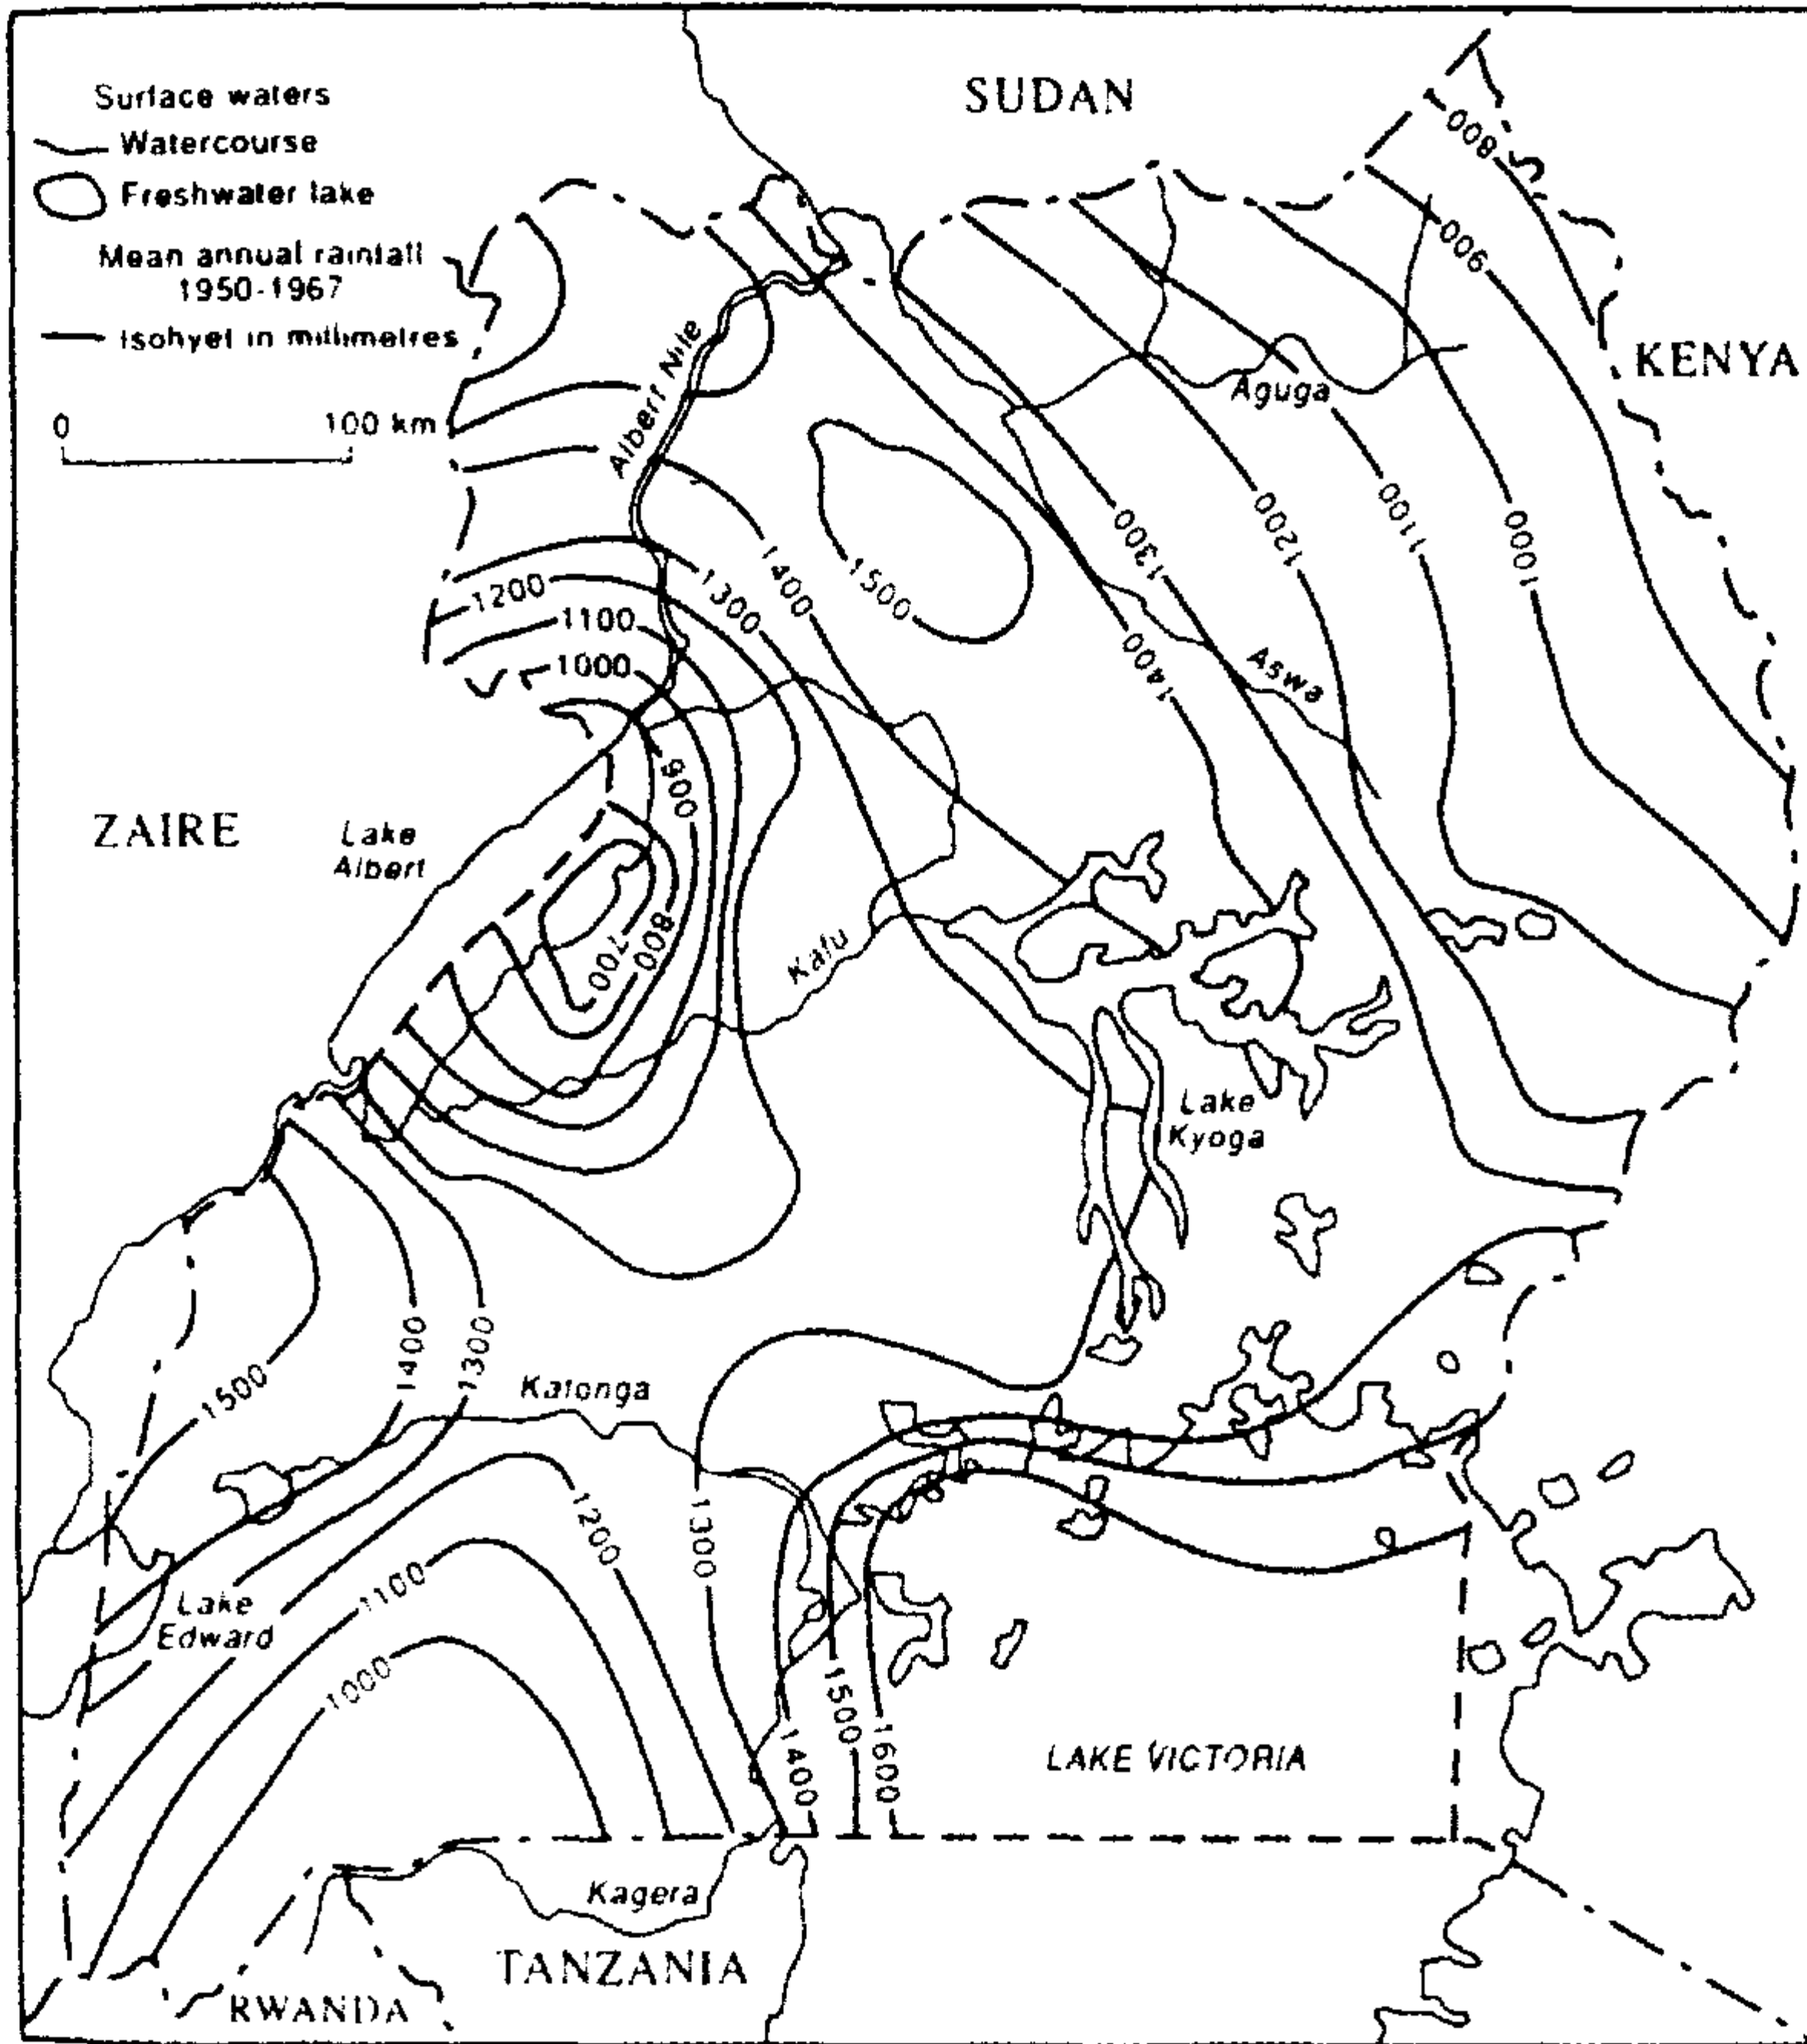 SUDAN
Surface waters
Watercourse
Freshwater lake
Mean annual rainfall
1950-1967
Isohyet in millimetres
0 100 km
800
900
KENYA
Albert Nile
Aguga
1300
1200
1100
1000
1400
1500
1300
1200
1100
1000
1400
Aswa
900
ZAIRE
Lake
Albert
800
700
Kafu
Lake
Kyoga
1500
1400
1300
Katonga
1200
1300
1100
Lake
Edward
1000
1500
1400
1600
LAKE VICTORIA
Kagera
TANZANIA
RWANDA